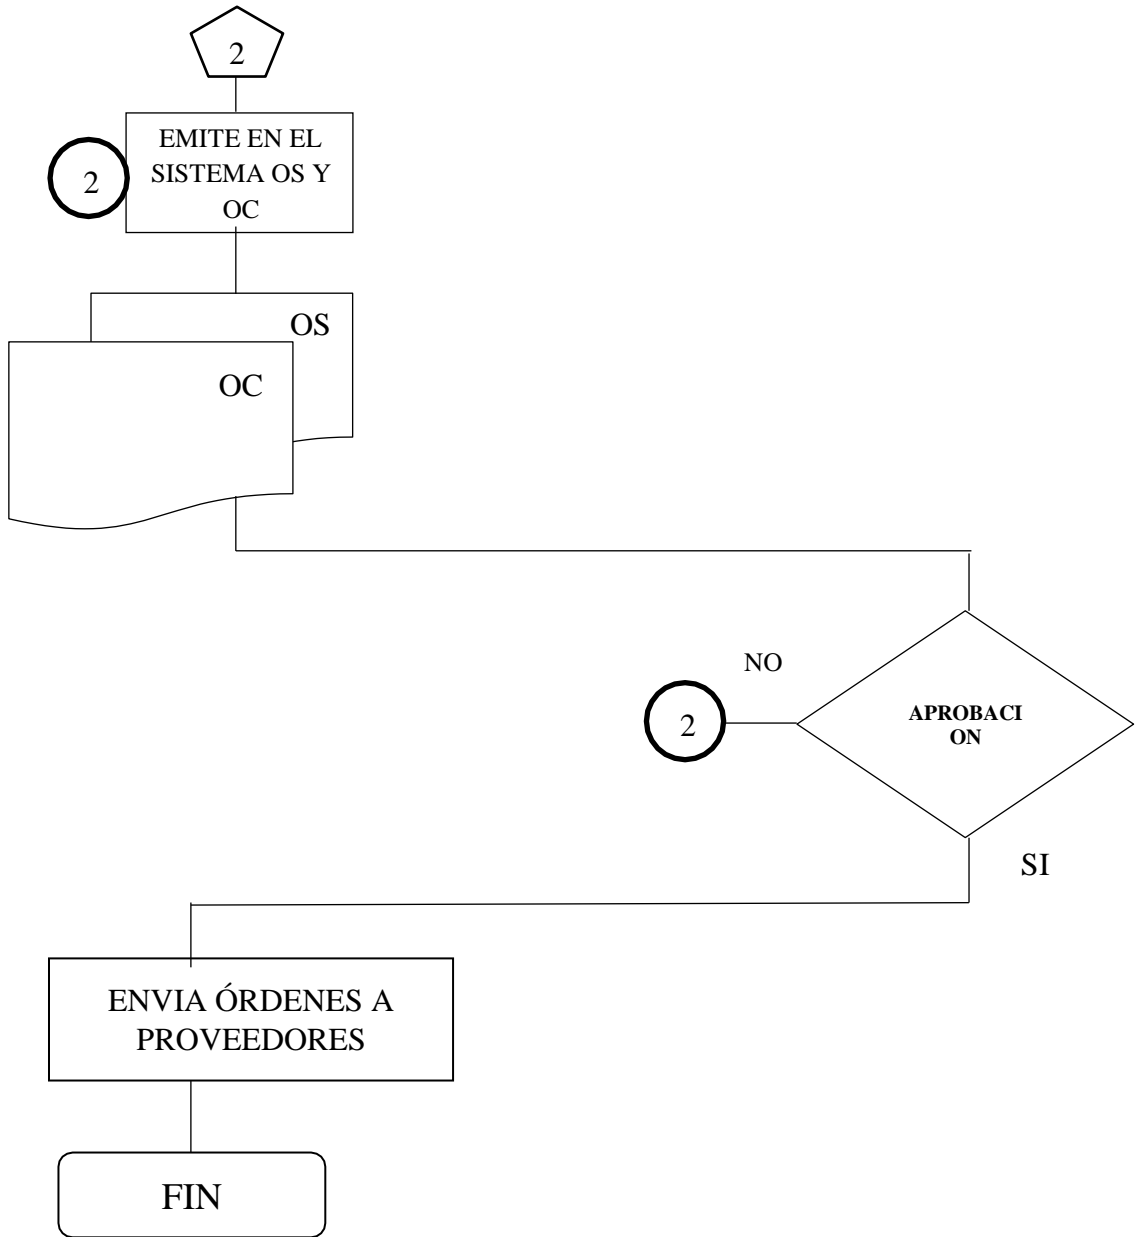 2
EMITE EN EL
SISTEMA OS Y
OC
2
OS
OC
NO
2
APROBACI
ON
SI
ENVIA ÓRDENES A
PROVEEDORES
FIN